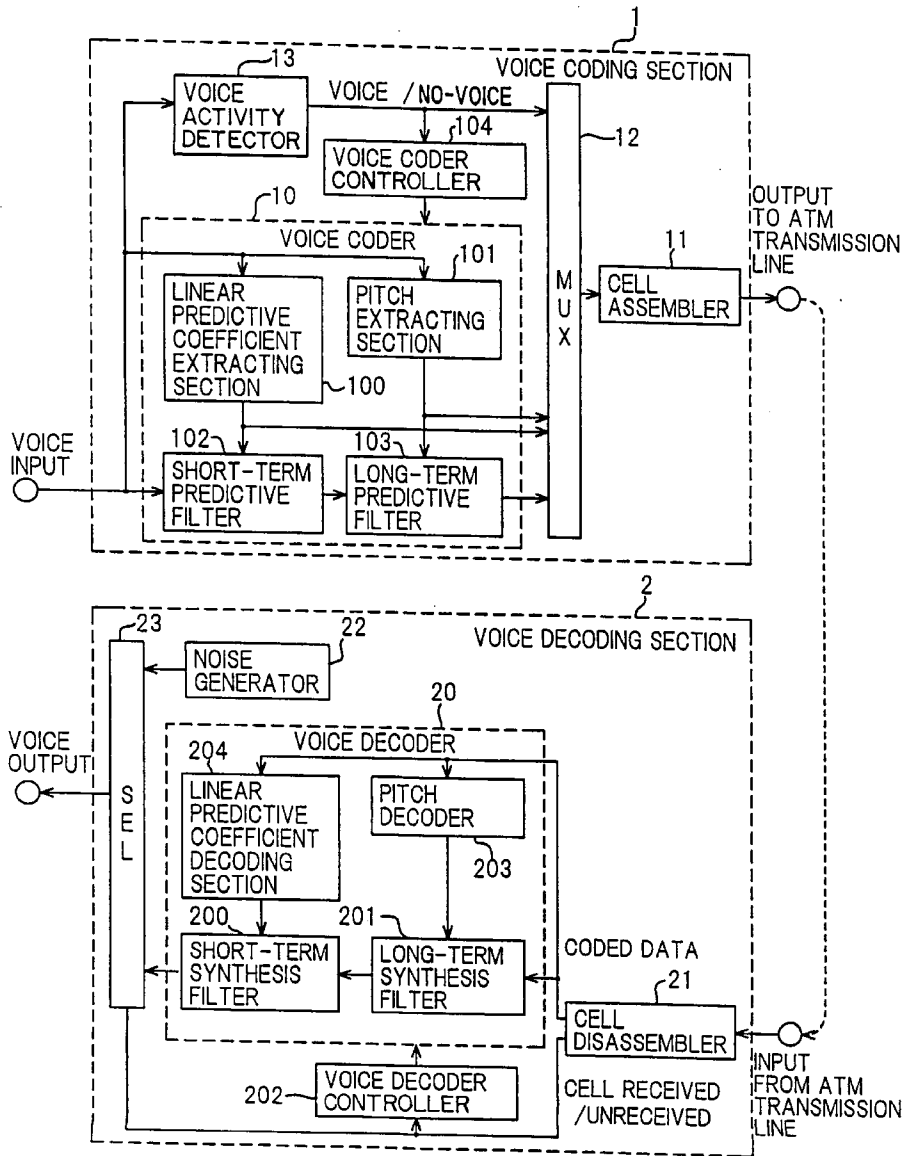 1
VOICE CODING SECTION
13
VOICE
ACTIVITY
DETECTOR
VOICE /NO-VOICE
104
VOICE CODER
CONTROLLER
12
10
VOICE CODER
LINEAR
PREDICTIVE
COEFFICIENT
EXTRACTING
SECTION
100
101
PITCH
EXTRACTING
SECTION
MUX
11
CELL
ASSEMBLER
OUTPUT
TO ATM
TRANSMISSION
LINE
VOICE
INPUT
102
SHORT-TERM
PREDICTIVE
FILTER
103
LONG-TERM
PREDICTIVE
FILTER
2
VOICE DECODING SECTION
23
SEL
NOISE
GENERATOR
22
VOICE
OUTPUT
20
VOICE DECODER
204
LINEAR
PREDICTIVE
COEFFICIENT
DECODING
SECTION
PITCH
DECODER
203
200
SHORT-TERM
SYNTHESIS
FILTER
201
LONG-TERM
SYNTHESIS
FILTER
CODED DATA
21
CELL
DISASSEMBLER
INPUT
FROM ATM
TRANSMISSION
LINE
202
VOICE DECODER
CONTROLLER
CELL RECEIVED
/UNRECEIVED